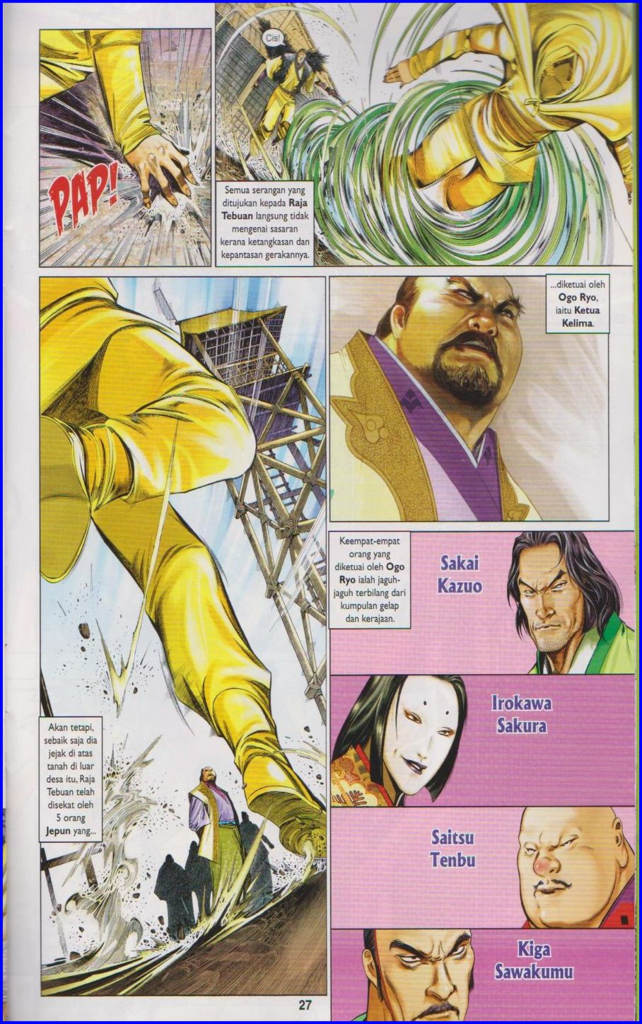 PAP!
Cis!
Semua serangan yang
ditujukan kepada Raja
Tebuan langsung tidak
mengenai sasaran
kerana ketangkasan dan
kepantasan gerakannya.
Akan tetapi,
sebaik saja dia
jejak di atas
tanah di luar
desa itu, Raja
Tebuan telah
disekat oleh
5 orang
Jepun yang...
...diketuai oleh
Ogo Ryo,
iaitu Ketua
Kelima.
Keempat-empat
orang yang
diketuai oleh Ogo
Ryo ialah jaguh-
jaguh terbilang dari
kumpulan gelap
dan kerajaan.
Sakai
Kazuo
Irokawa
Sakura
Saitsu
Tenbu
Kiga
Sawakumu
27